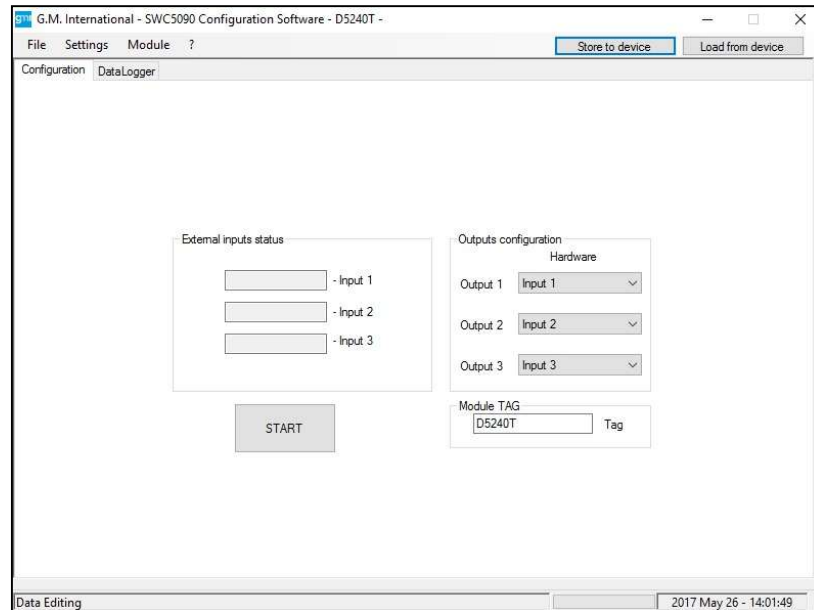 gmi G.M. International - SWC5090 Configuration Software - D5240T -
File Settings Module ? Store to device Load from device
Configuration DataLogger
External inputs status
- Input 1
- Input 2
- Input 3
START
Outputs configuration
Hardware
Output 1 Input 1
Output 2 Input 2
Output 3 Input 3
Module TAG
D5240T Tag
Data Editing 2017 May 26 - 14:01:49